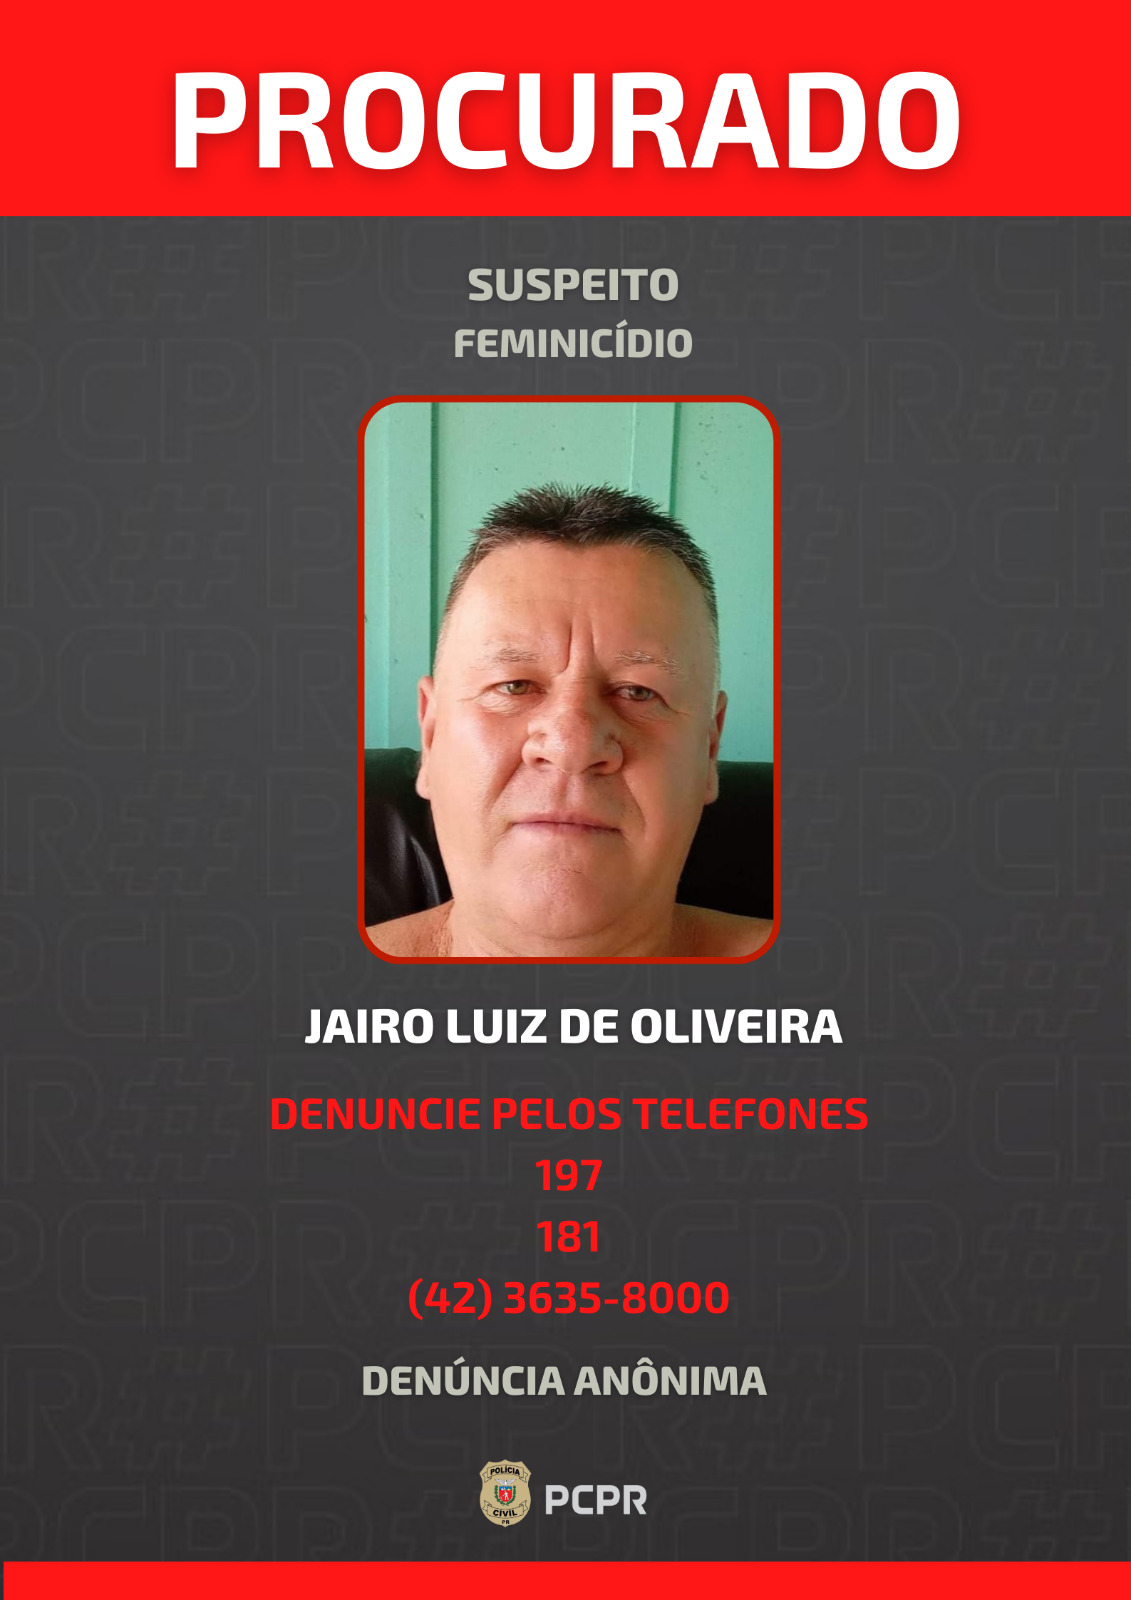 PROCURADO
SUSPEITO
FEMINICÍDIO
JAIRO LUIZ DE OLIVEIRA
DENUNCIE PELOS TELEFONES
197
181
(42) 3635-8000
DENÚNCIA ANÔNIMA
POLÍCIA
CIVIL
PR
PCPR